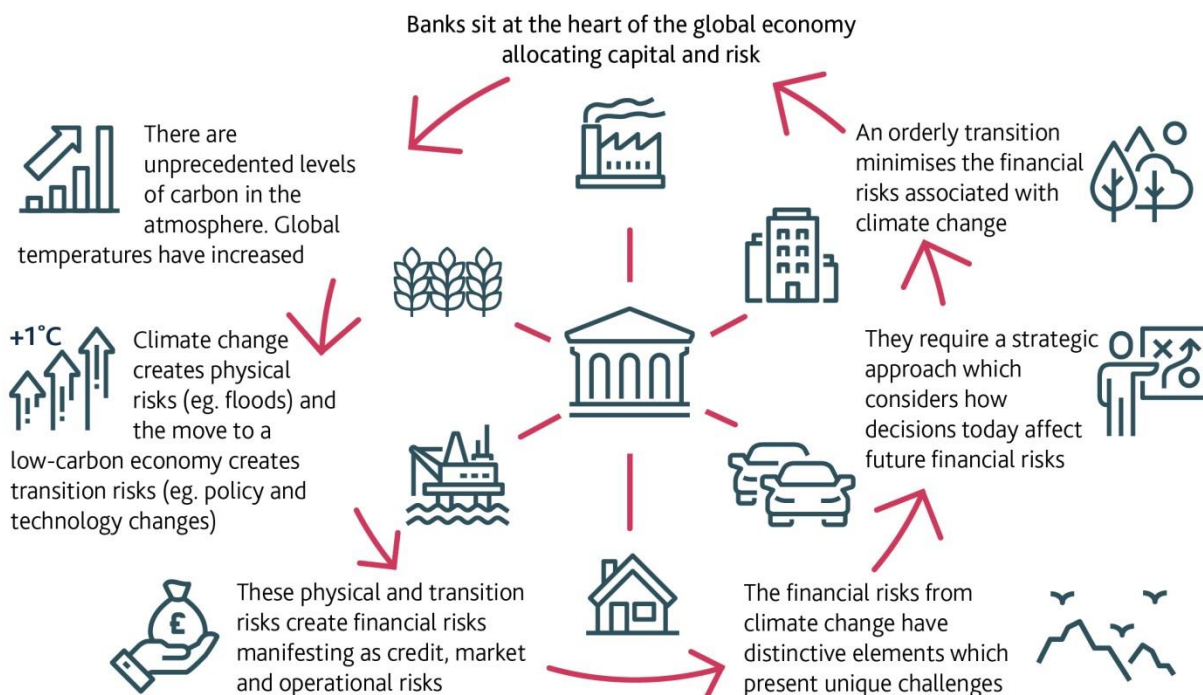 Banks sit at the heart of the global economy
allocating capital and risk
There are
unprecedented levels
of carbon in the
atmosphere. Global
temperatures have increased
+1°C
Climate change
creates physical
risks (eg. floods) and
the move to a
low-carbon economy creates
transition risks (eg. policy and
technology changes)
These physical and transition
risks create financial risks
manifesting as credit, market
and operational risks
£
The financial risks from
climate change have
distinctive elements which
present unique challenges
They require a strategic
approach which
considers how
decisions today affect
future financial risks
An orderly transition
minimises the financial
risks associated with
climate change